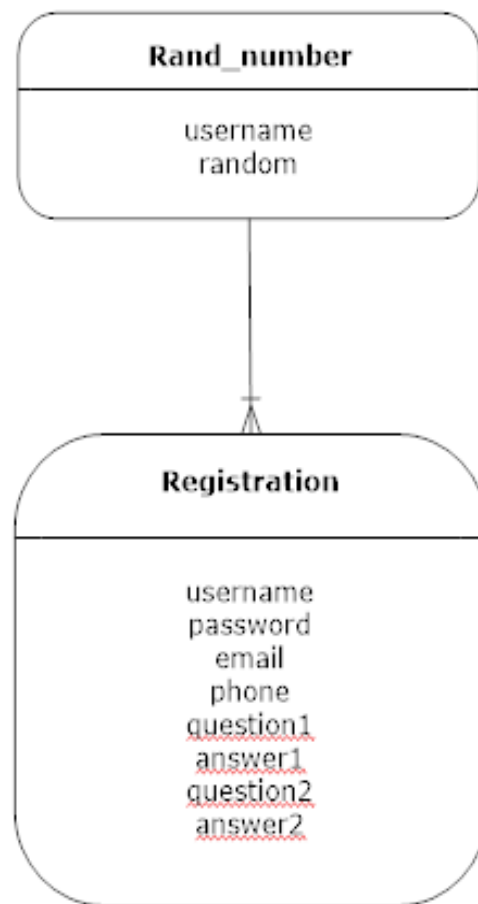 Rand_number
username
random
Registration
username
password
email
phone
question1
answer1
question2
answer2